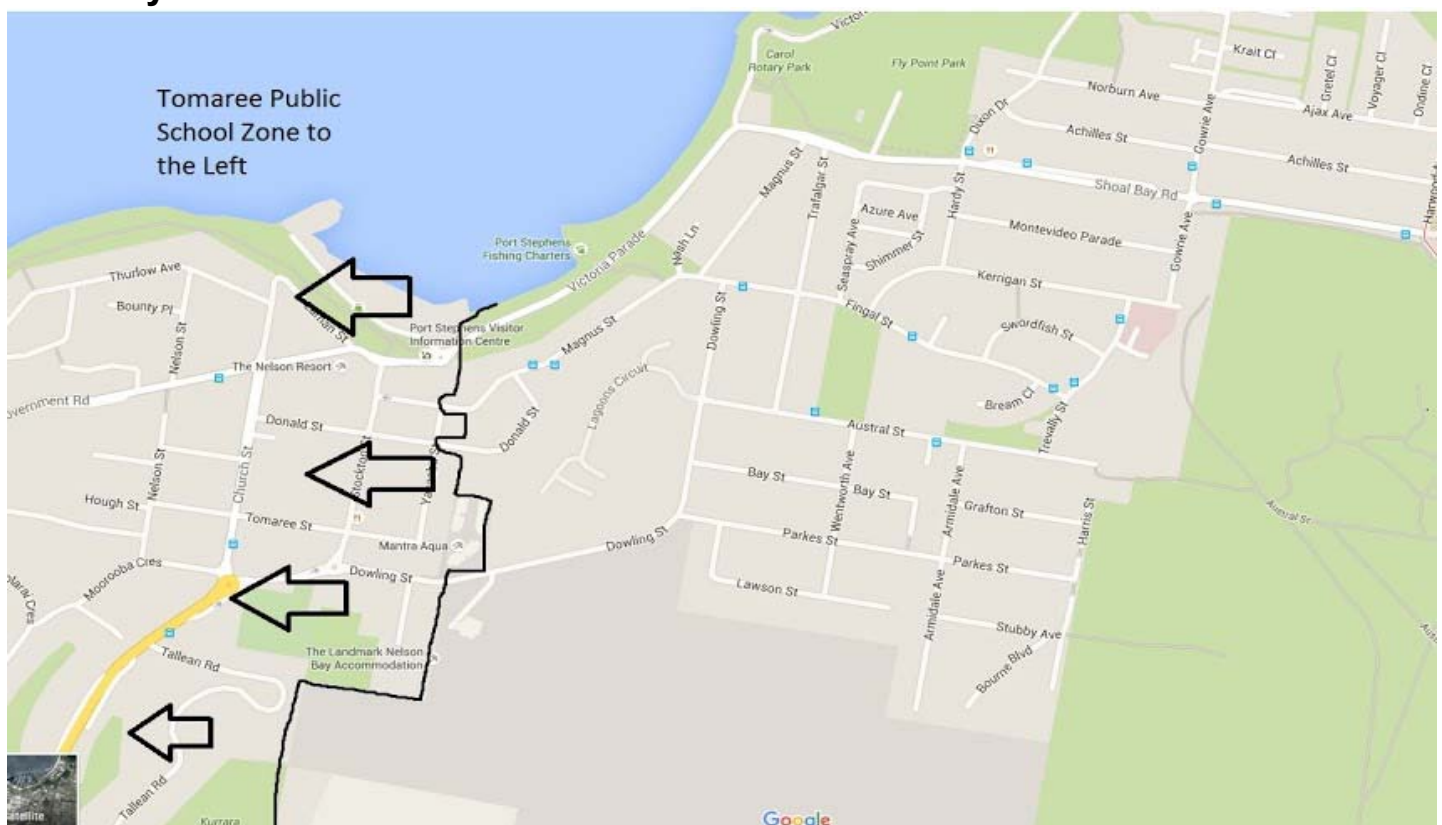 Tomaree Public
School Zone to
the Left
Carol
Rotary Park
Fly Point Park
Krait Cl
Gretel Cl
Voyager Cl
Ondine Cl
Norburn Ave
Ajax Ave
Dixon Dr
Achilles St
Gowrie Ave
Achilles St
Shoal Bay Rd
Magnus St
Trafalgar St
Hardy St
Azure Ave
Seaspray Ave
Shimmer St
Montevideo Parade
Gowrie Ave
Kerrigan St
Port Stephens
Fishing Charters
Victoria Parade
Nash Ln
Thurlow Ave
Bounty Pl
Nelson St
Port Stephens Visitor
Information Centre
Magnus St
Dowling St
Fingal St
Swordfish St
The Nelson Resort
Lagoons Circuit
Bream Cl
Trevally St
Donald St
Donald St
Austral St
Church St
Stockton St
Nelson St
Bay St
Bay St
Wentworth Ave
Armidale Ave
Grafton St
Harris St
Austral St
Hough St
Tomaree St
Mantra Aqua
Dowling St
Parkes St
Parkes St
Moorooba Cres
Dowling St
Lawson St
Armidale Ave
Stubby Ave
Bourne Blvd
The Landmark Nelson
Bay Accommodation
Tallean Rd
Tallean Rd
Kurrara
Google